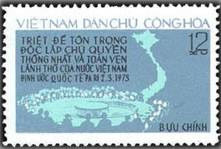 VIỆT NAM DÂN CHỦ CỘNG HÒA
TRIỆT ĐỂ TÔN TRỌNG
ĐỘC LẬP CHỦ QUYỀN
THỐNG NHẤT VÀ TOÀN VẸN
LÃNH THỔ CỦA NƯỚC VIỆT NAM
ĐỊNH ƯỚC QUỐC TẾ PA RI 2.3.1973
12
XU
BƯU CHÍNH